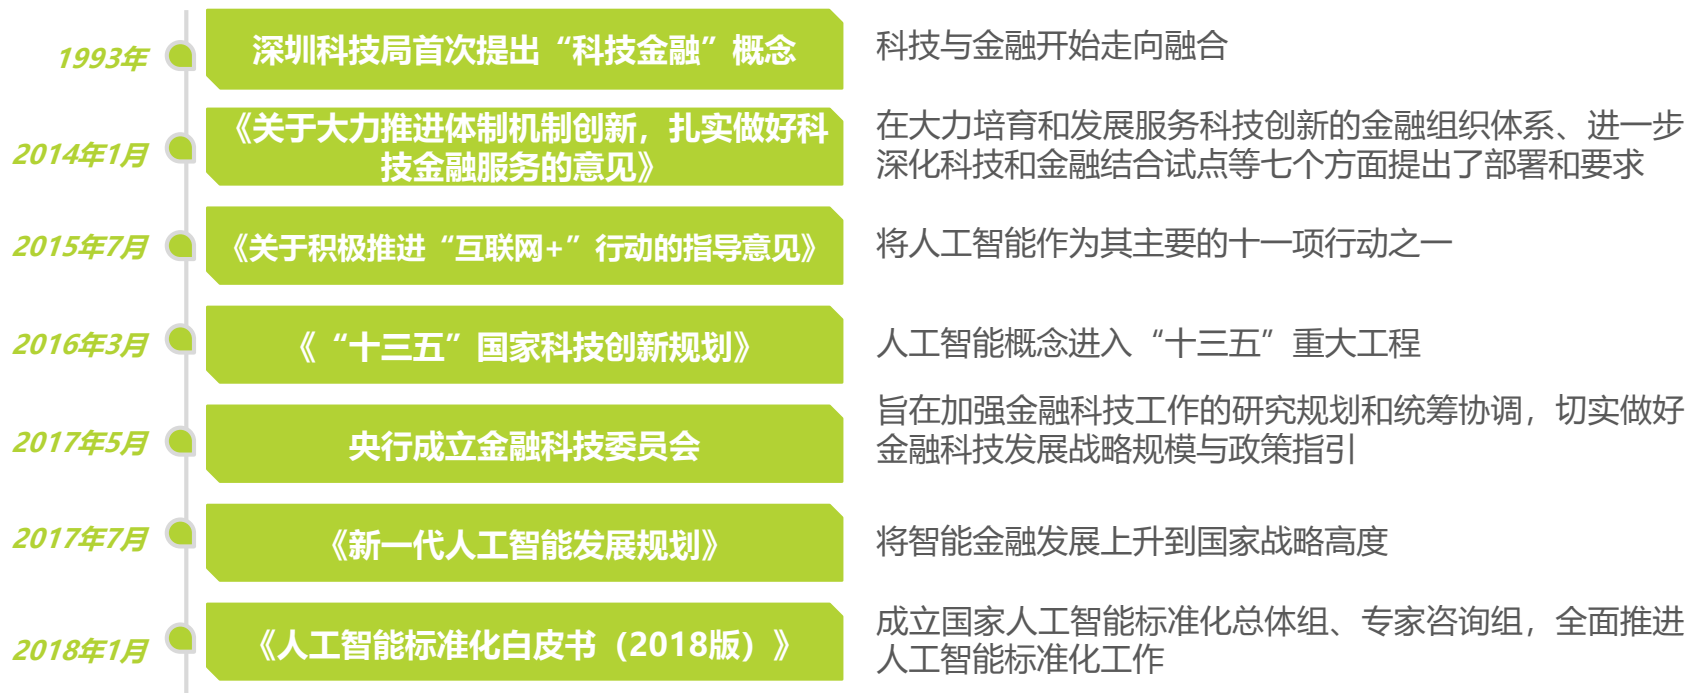 1993年
深圳科技局首次提出“科技金融”概念
科技与金融开始走向融合
2014年1月
《关于大力推进体制机制创新，扎实做好科
技金融服务的意见》
在大力培育和发展服务科技创新的金融组织体系、进一步
深化科技和金融结合试点等七个方面提出了部署和要求
2015年7月
《关于积极推进“互联网+”行动的指导意见》
将人工智能作为其主要的十一项行动之一
2016年3月
《“十三五”国家科技创新规划》
人工智能概念进入“十三五”重大工程
2017年5月
央行成立金融科技委员会
旨在加强金融科技工作的研究规划和统筹协调，切实做好
金融科技发展战略规模与政策指引
2017年7月
《新一代人工智能发展规划》
将智能金融发展上升到国家战略高度
2018年1月
《人工智能标准化白皮书（2018版）》
成立国家人工智能标准化总体组、专家咨询组，全面推进
人工智能标准化工作